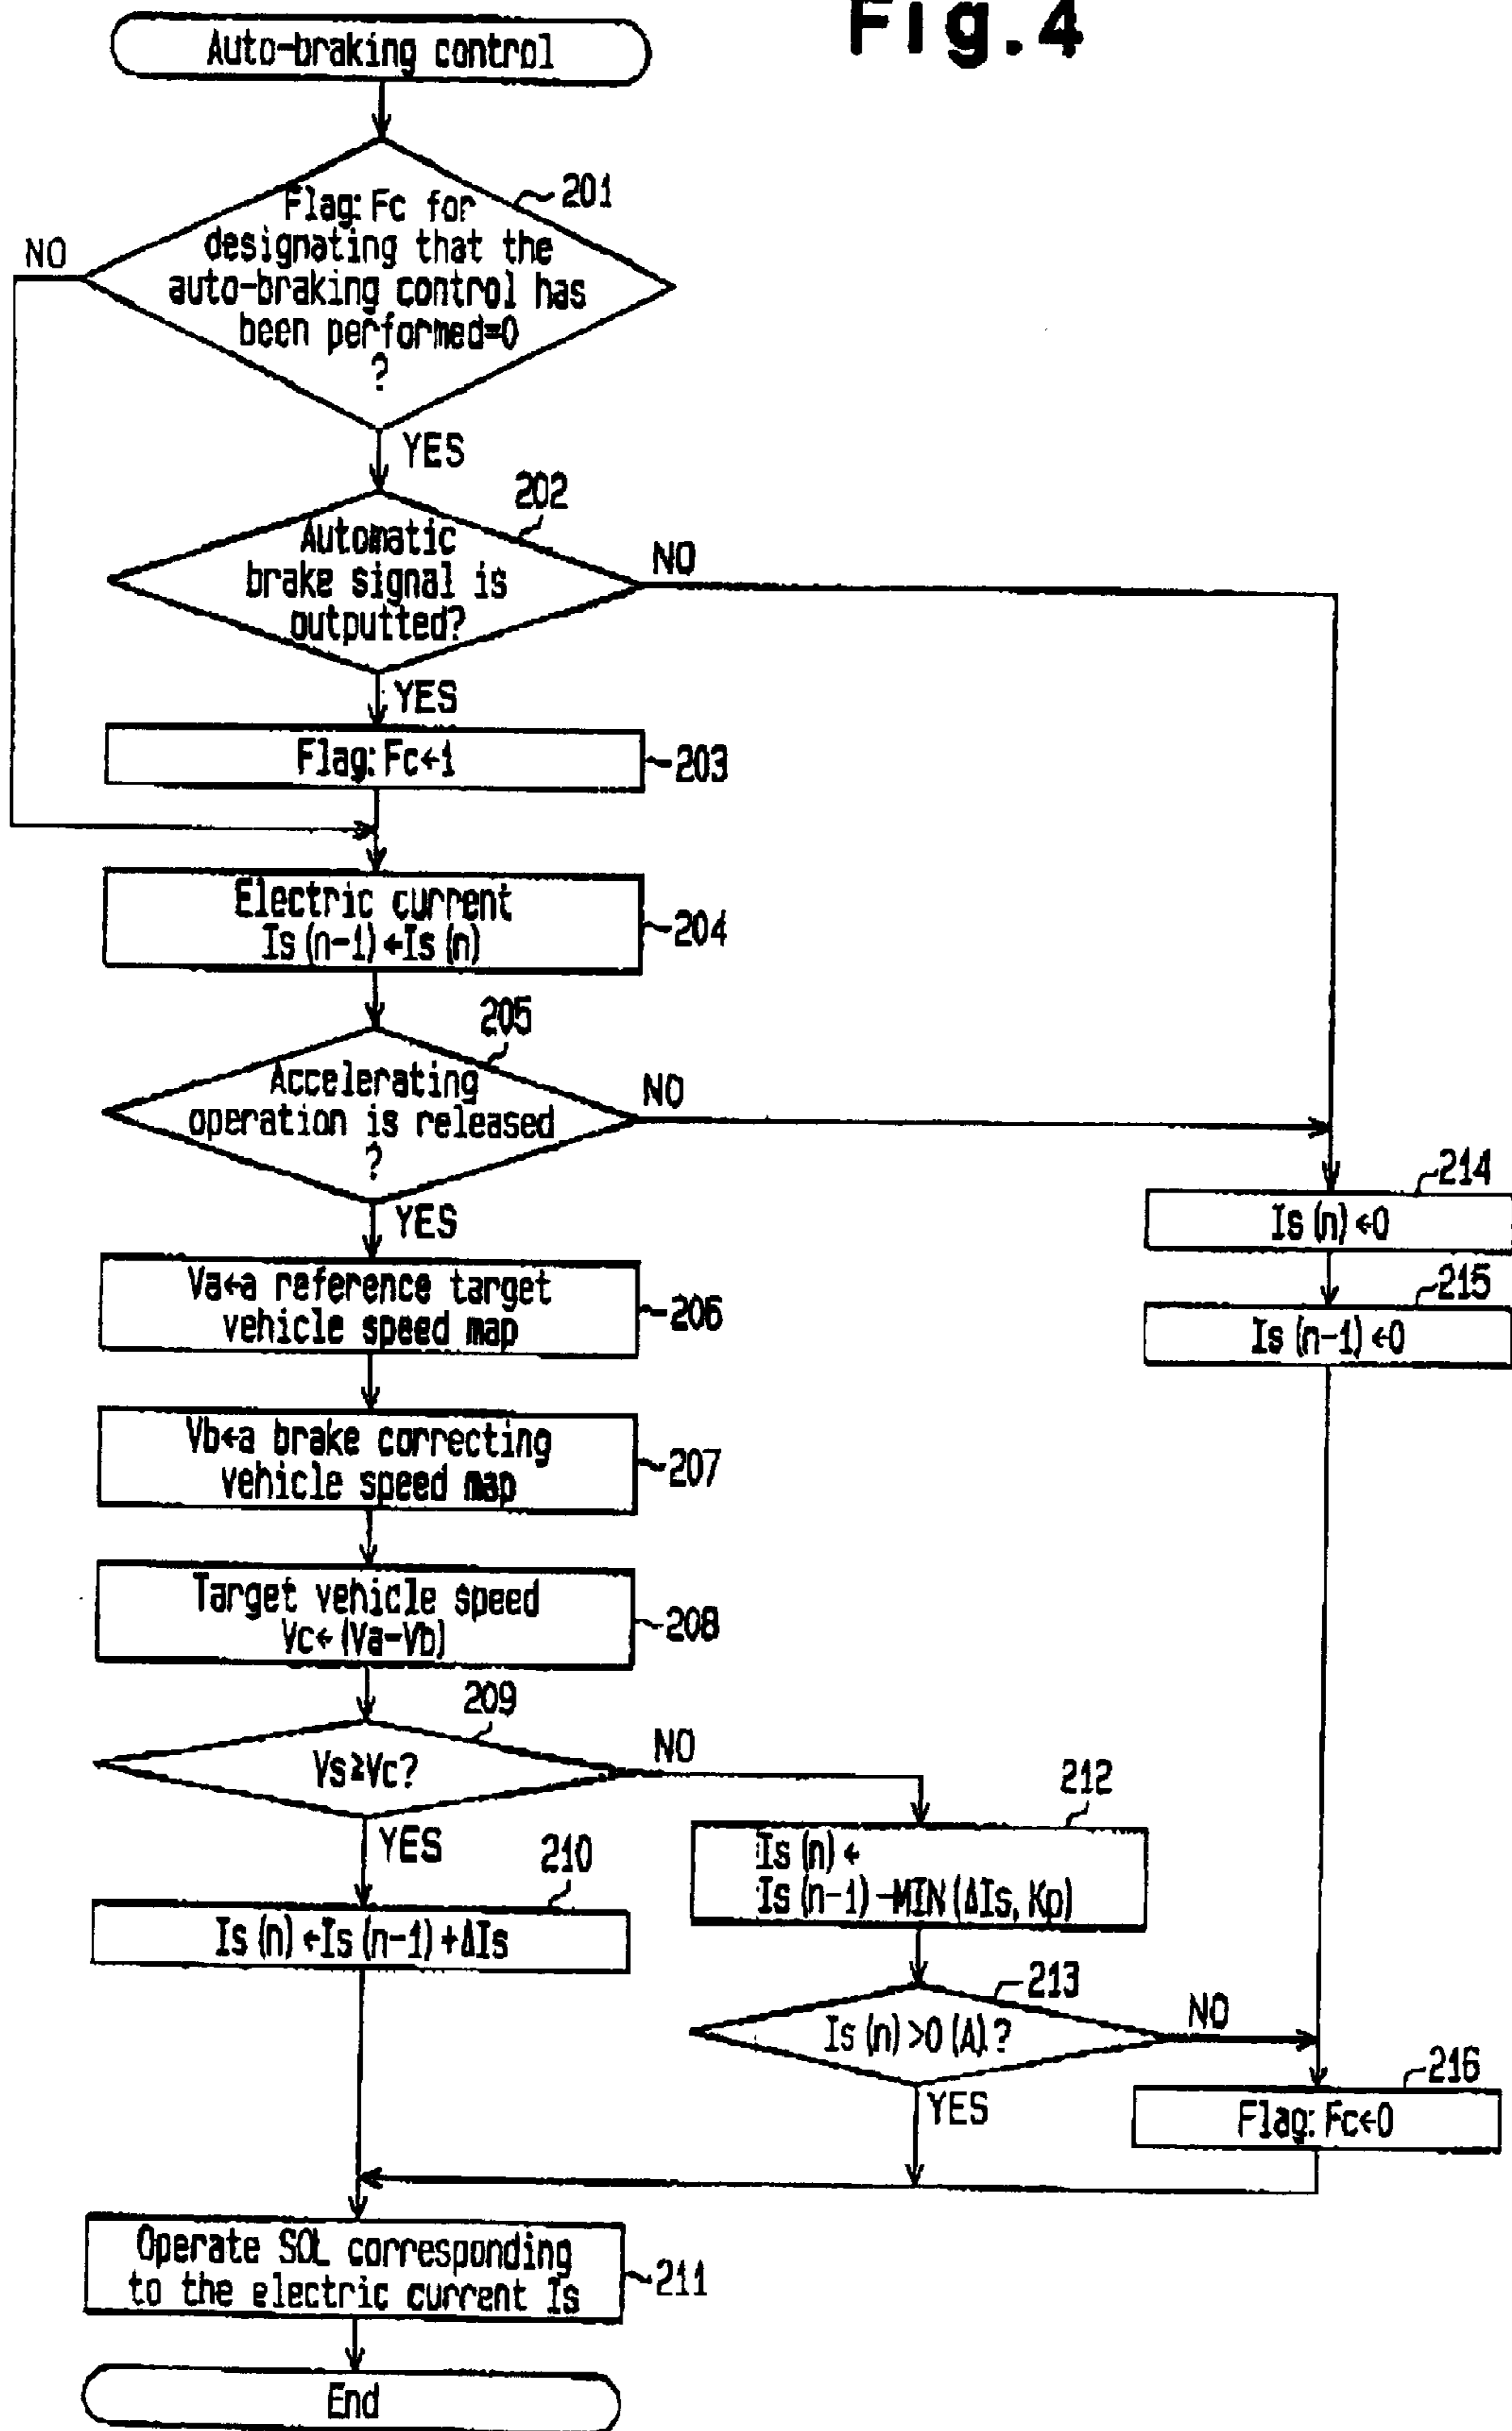 Fig.4
Auto-braking control
201
Flag: Fc for
designating that the
auto-braking control has
been performed=0
?
NO
YES
202
Automatic
brake signal is
outputted?
NO
YES
Flag: Fc←1
203
Electric current
Is (n-1) ←Is (n)
204
205
Accelerating
operation is released
?
NO
YES
214
Is (n) ←0
215
Is (n-1) ←0
Va←a reference target
vehicle speed map
206
Vb←a brake correcting
vehicle speed map
207
Target vehicle speed
Vc← (Va-Vb)
208
209
Vs≥Vc?
NO
YES
210
Is (n) ←Is (n-1) +ΔIs
212
Is (n) ←
Is (n-1) -MIN (ΔIs, Kp)
213
Is (n) >0 (A) ?
NO
YES
216
Flag: Fc←0
Operate SOL corresponding
to the electric current Is
211
End